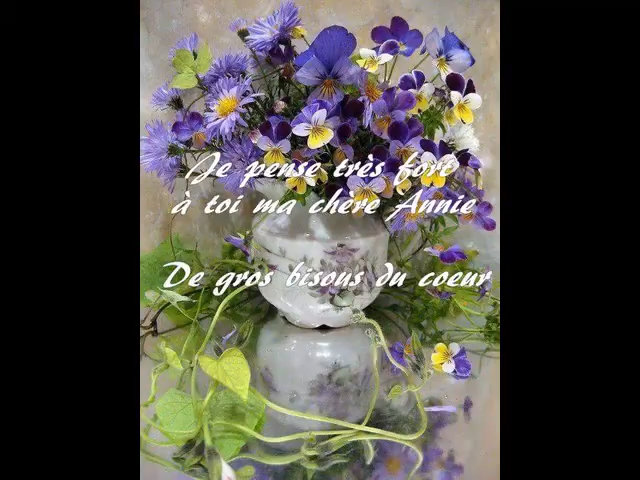 Je pense très fort
à toi ma chère Annie
De gros bisous du coeur